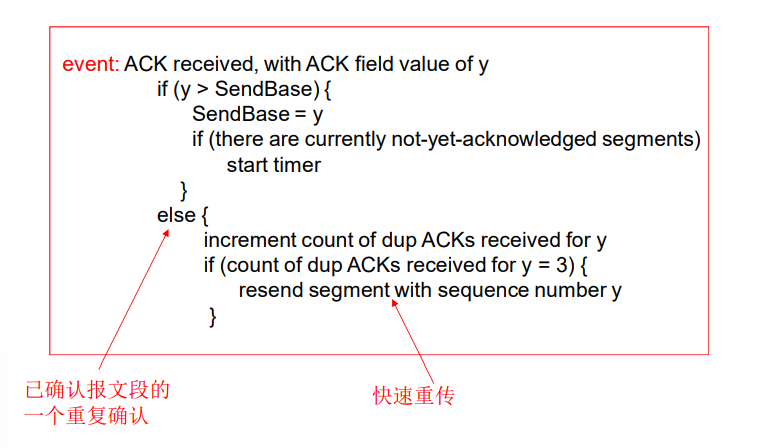 event: ACK received, with ACK field value of y
if (y > SendBase) {
SendBase = y
if (there are currently not-yet-acknowledged segments)
start timer
}
else {
increment count of dup ACKs received for y
if (count of dup ACKs received for y = 3) {
resend segment with sequence number y
}
已确认报文段的
一个重复确认
快速重传